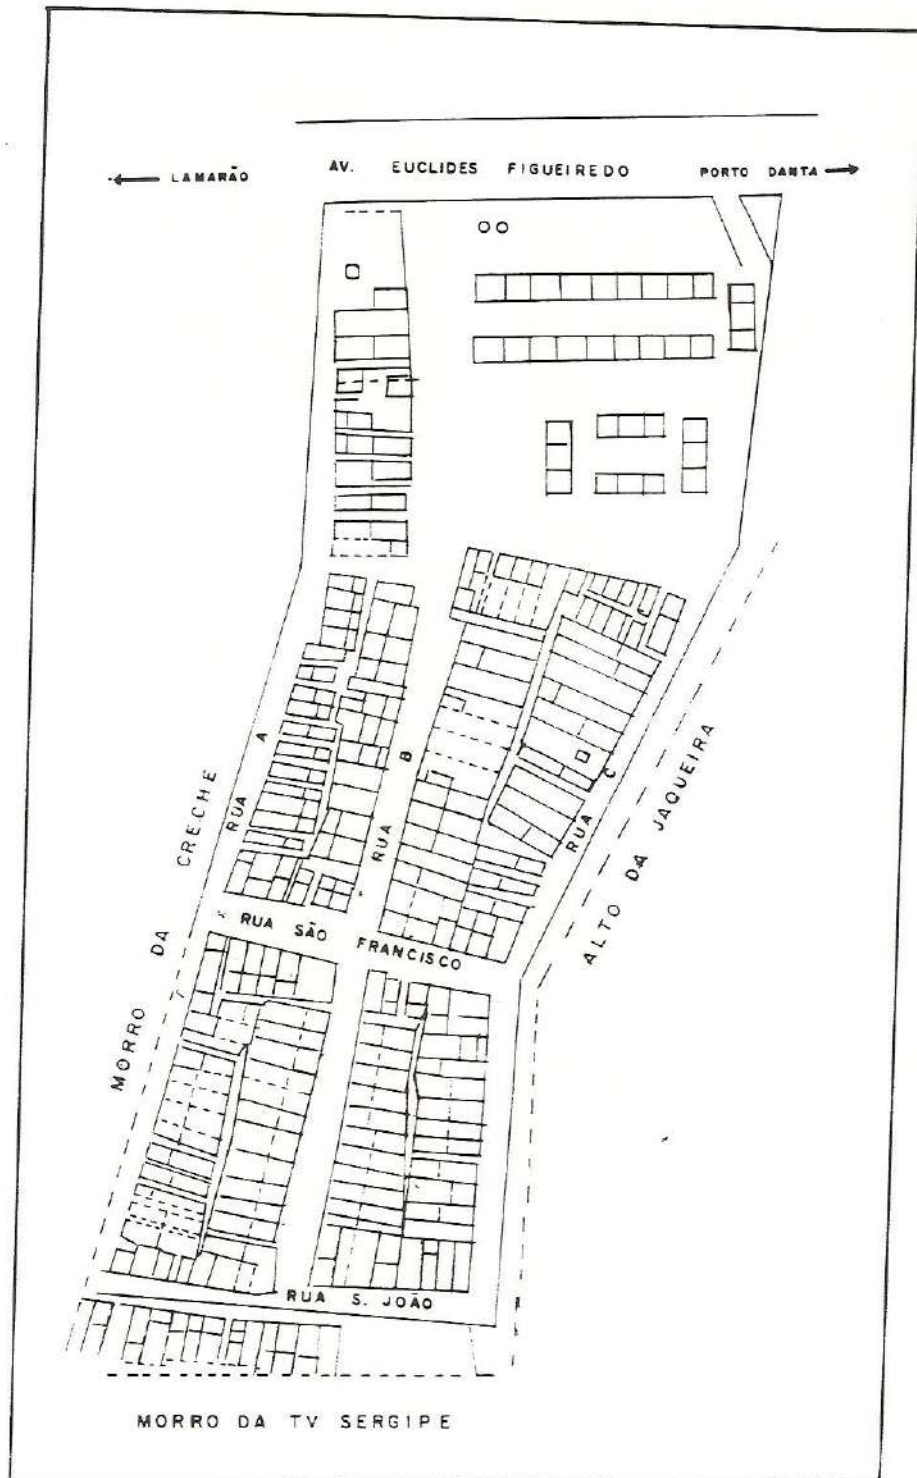 LAMARÃO
AV. EUCLIDES FIGUEIREDO
PORTO DANTA
RUA A
RUA B
RUA C
MORRO DA CRECHE
ALTO DA JAQUEIRA
RUA SÃO FRANCISCO
RUA S. JOÃO
MORRO DA TV SERGIPE